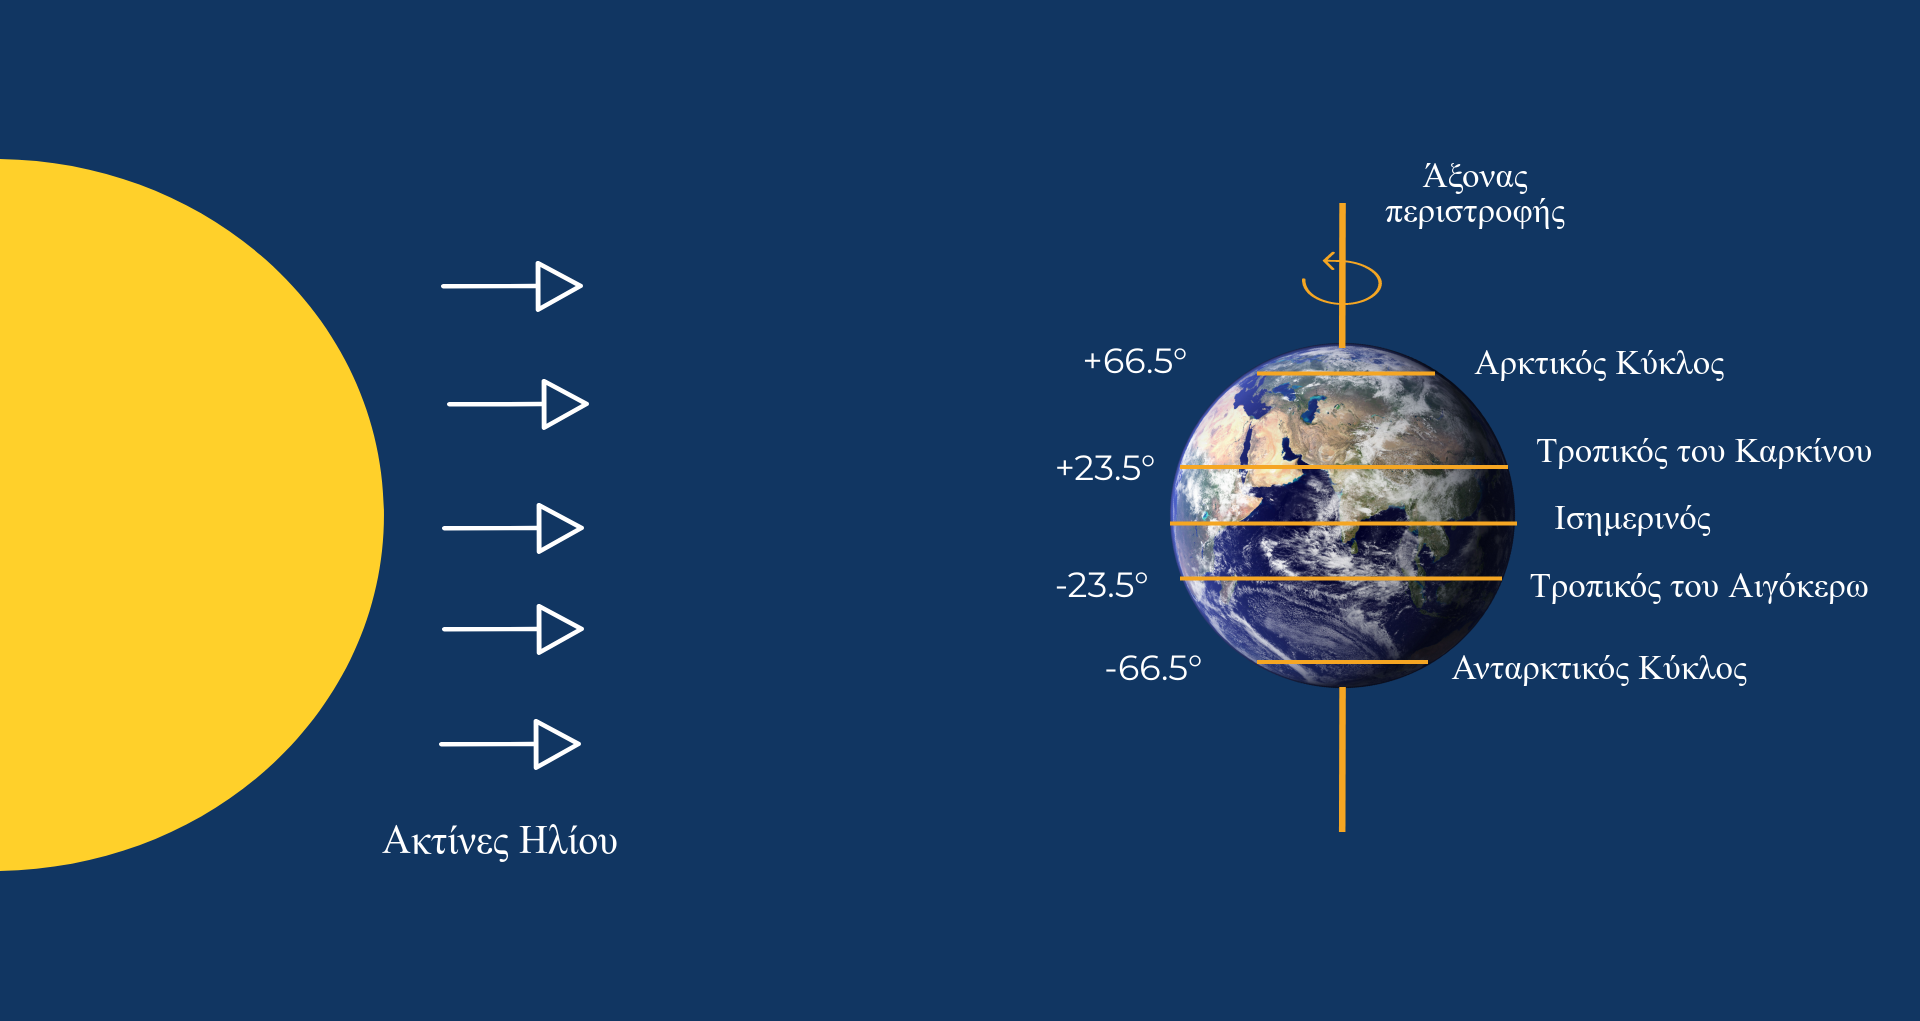 Άξονας
περιστροφής
+66.5°
Αρκτικός Κύκλος
Τροπικός του Καρκίνου
+23.5°
Ισημερινός
-23.5°
Τροπικός του Αιγόκερω
-66.5°
Ανταρκτικός Κύκλος
Ακτίνες Ηλίου